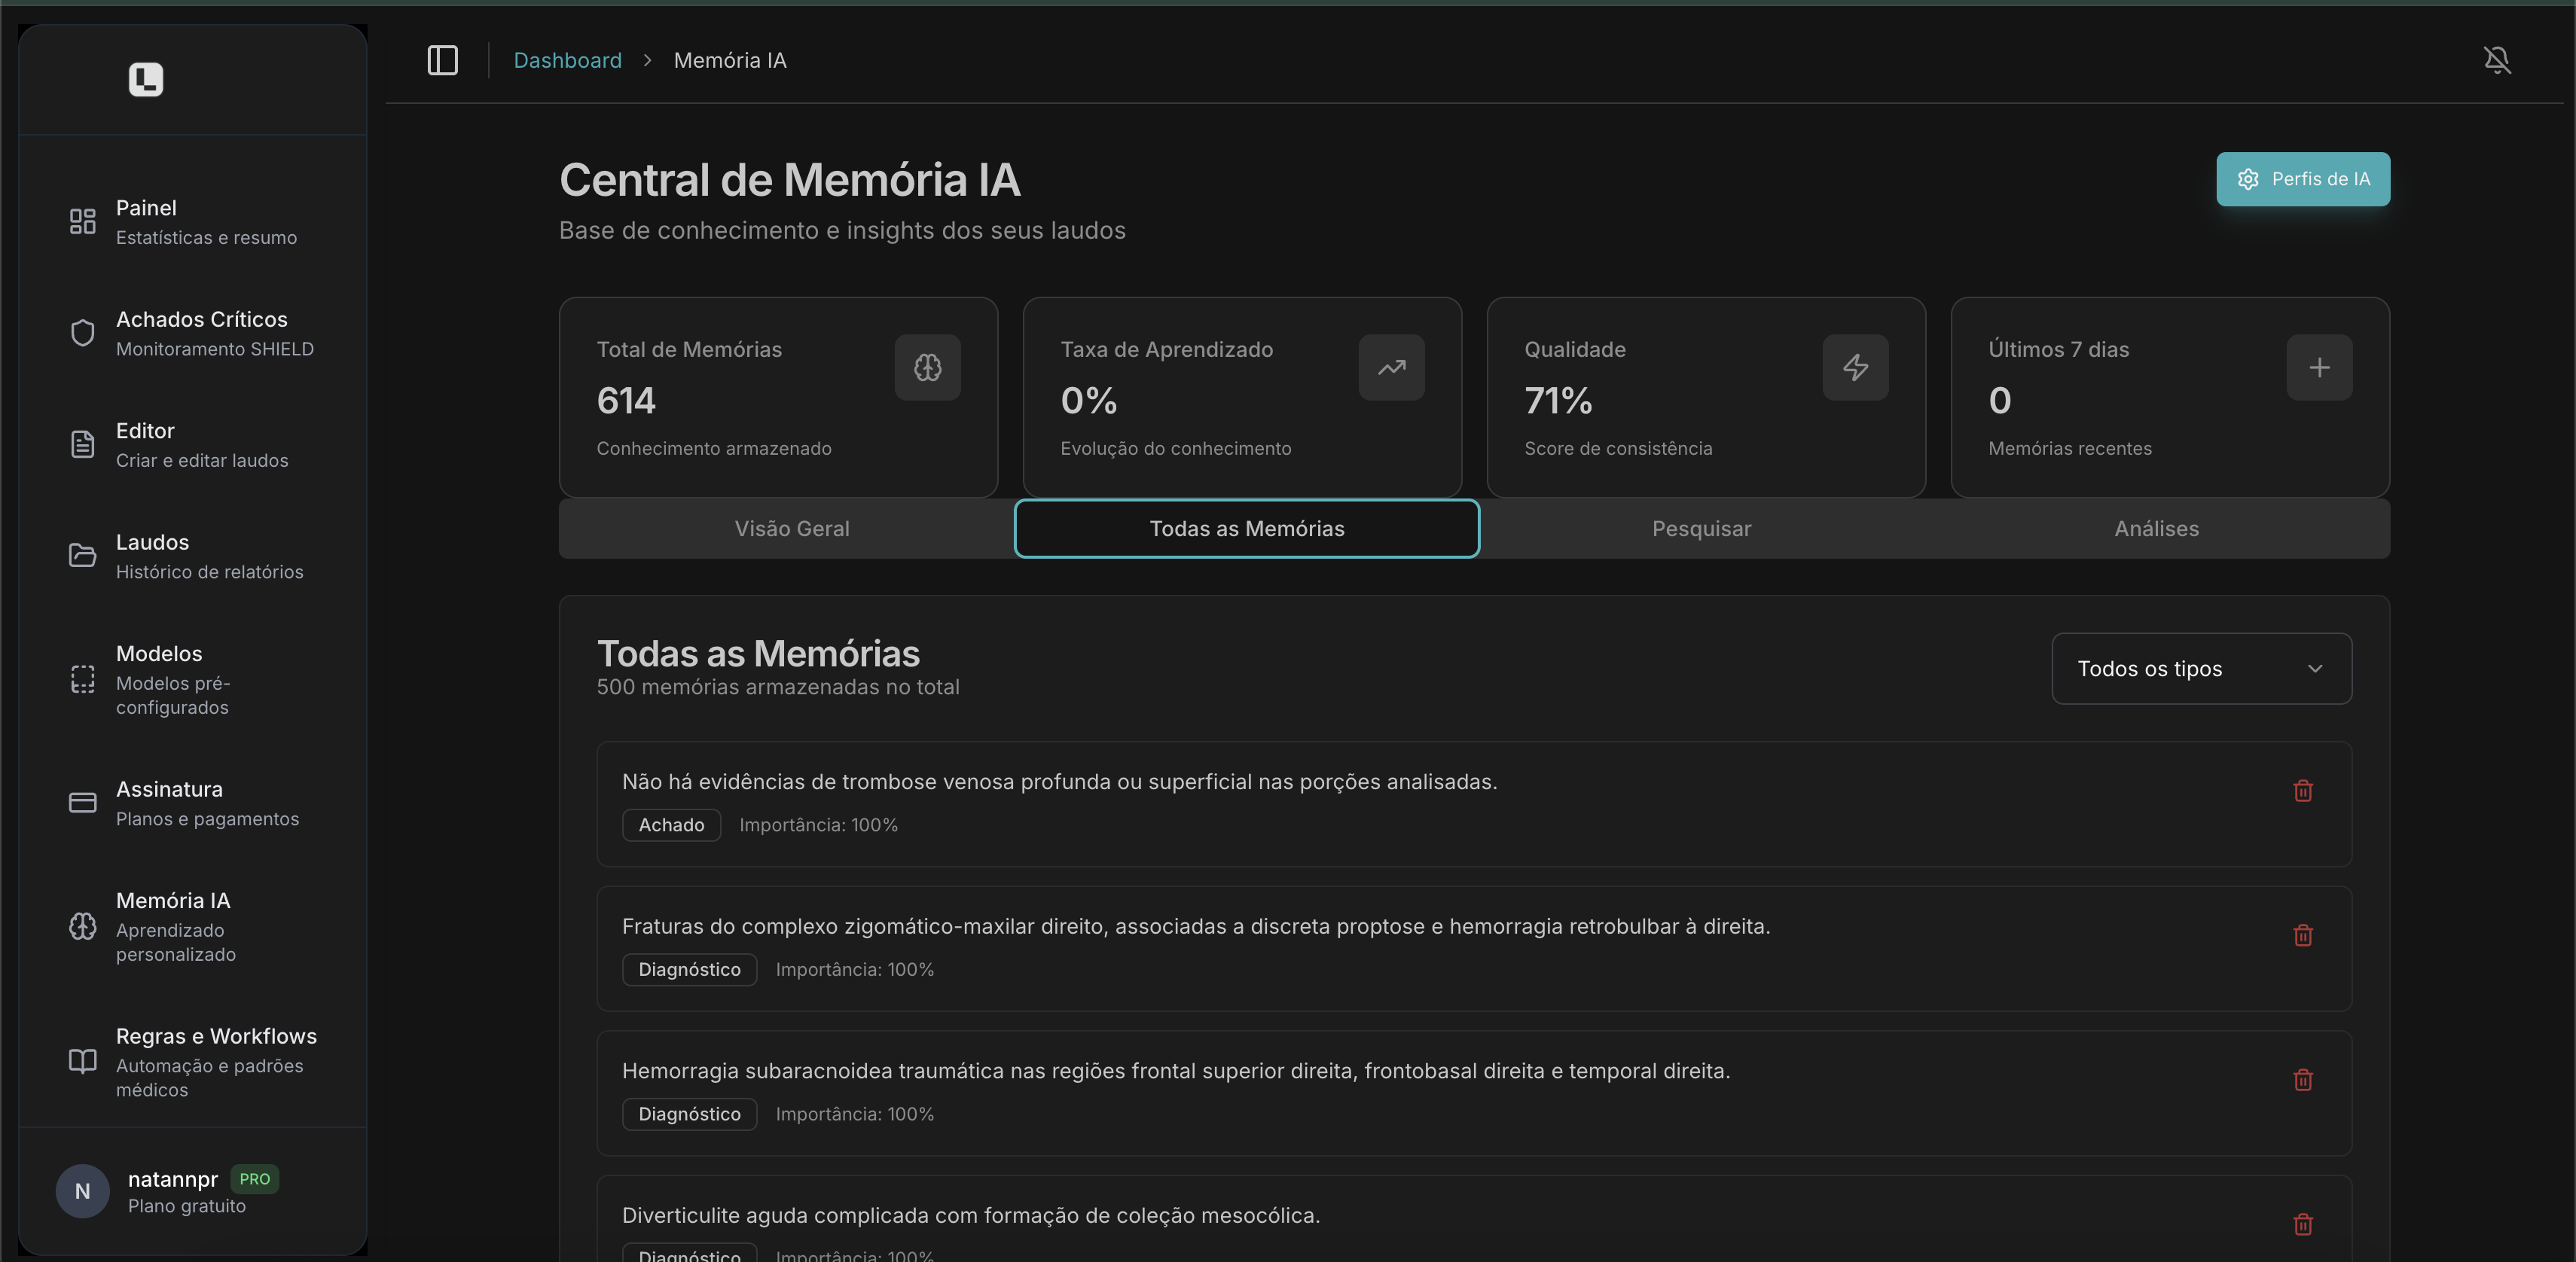 Dashboard > Memória IA
Painel
Estatísticas e resumo
Achados Críticos
Monitoramento SHIELD
Editor
Criar e editar laudos
Laudos
Histórico de relatórios
Modelos
Modelos pré-
configurados
Assinatura
Planos e pagamentos
Memória IA
Aprendizado
personalizado
Regras e Workflows
Automação e padrões
médicos
N
natannpr PRO
Plano gratuito
Central de Memória IA
Base de conhecimento e insights dos seus laudos
Perfis de IA
Total de Memórias
614
Conhecimento armazenado
Taxa de Aprendizado
0%
Evolução do conhecimento
Qualidade
71%
Score de consistência
Últimos 7 dias
0
Memórias recentes
Visão Geral
Todas as Memórias
Pesquisar
Análises
Todas as Memórias
500 memórias armazenadas no total
Todos os tipos
Não há evidências de trombose venosa profunda ou superficial nas porções analisadas.
Achado Importância: 100%
Fraturas do complexo zigomático-maxilar direito, associadas a discreta proptose e hemorragia retrobulbar à direita.
Diagnóstico Importância: 100%
Hemorragia subaracnoidea traumática nas regiões frontal superior direita, frontobasal direita e temporal direita.
Diagnóstico Importância: 100%
Diverticulite aguda complicada com formação de coleção mesocólica.
Diagnóstico Importância: 100%